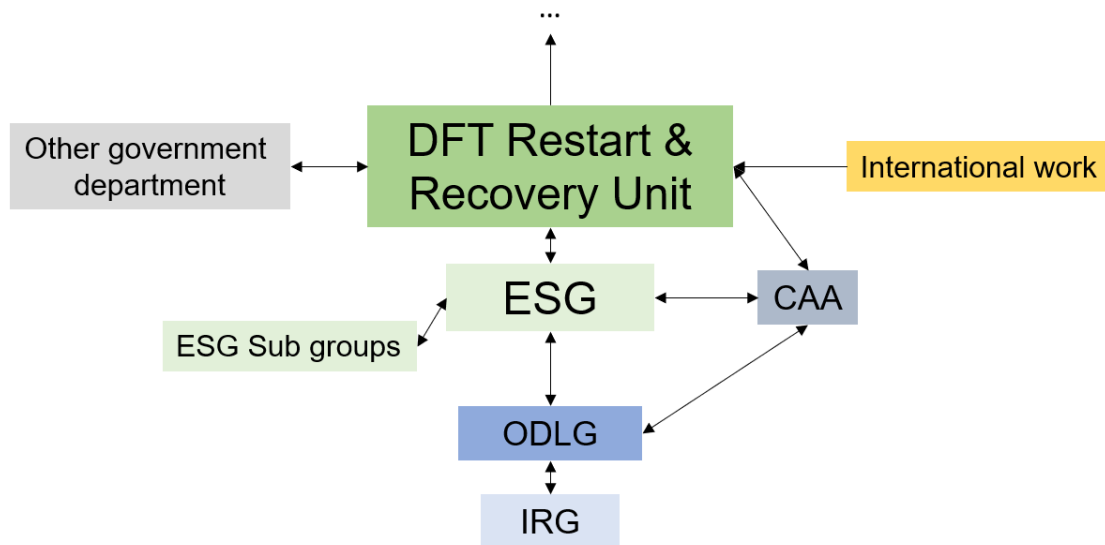 ...
DFT Restart &
Recovery Unit
Other government
department
International work
ESG
CAA
ESG Sub groups
ODLG
IRG